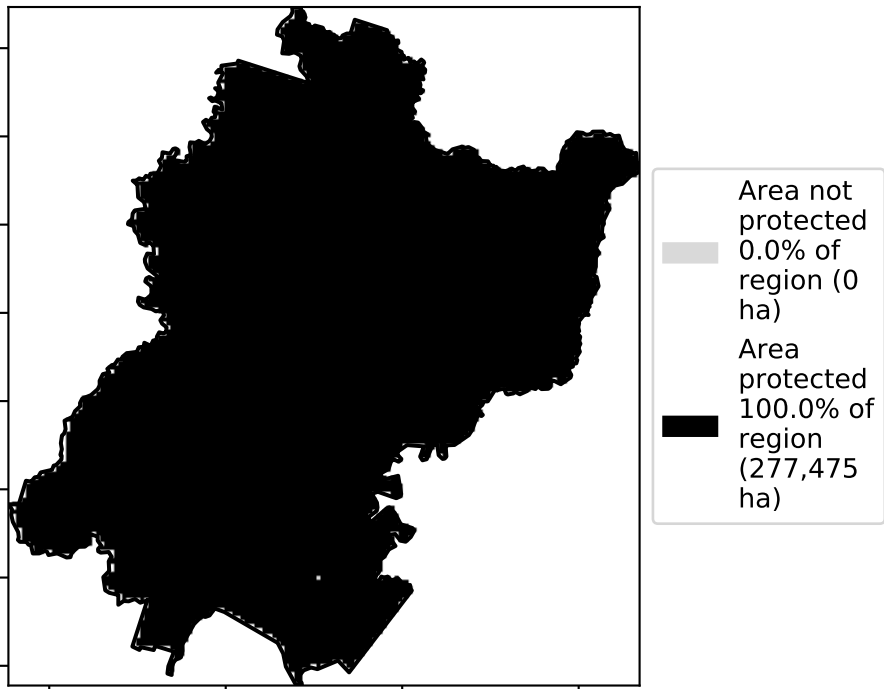 Area not
protected
0.0% of
region (0
ha)
Area
protected
100.0% of
region
(277,475
ha)